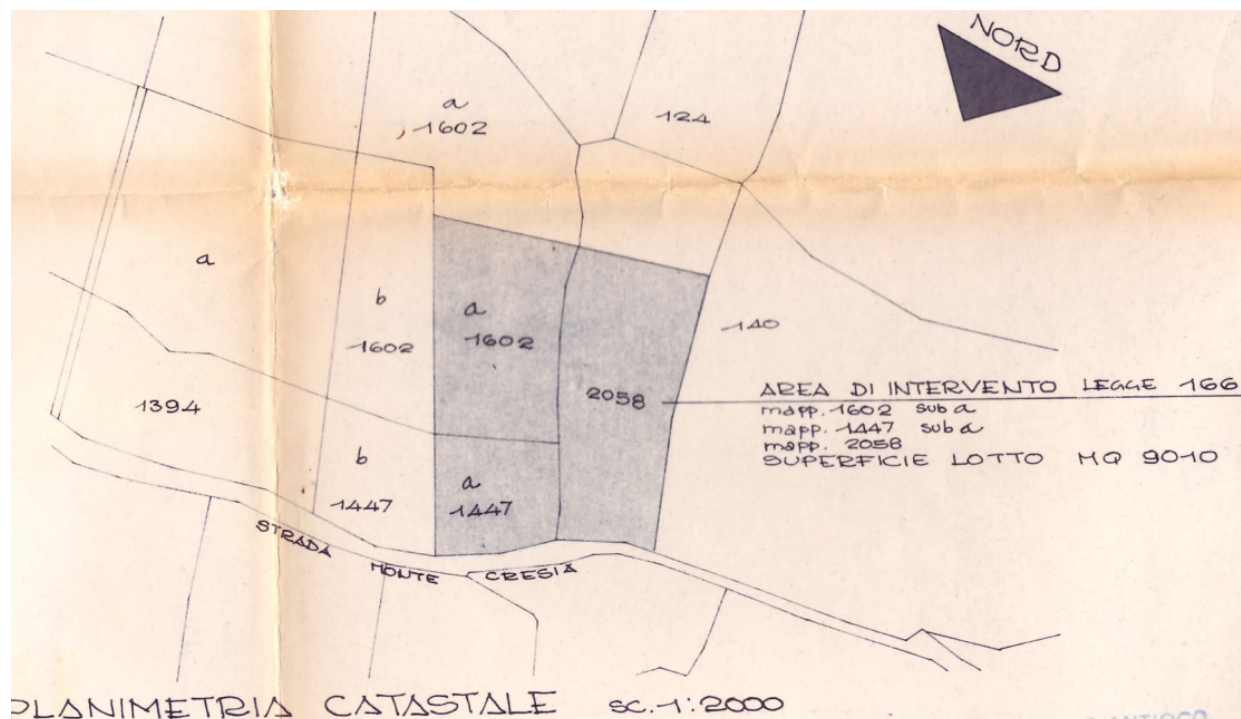 NORD
a
1602
124
a
b
1602
a
1602
140
2058
1394
AREA DI INTERVENTO LEGGE 166
mapp. 1602 sub a
mapp. 1447 sub a
mapp. 2058
SUPERFICIE LOTTO MQ 9010
b
1447
a
1447
STRADA MONTE CRESIA
PLANIMETRIA CATASTALE SC. 1:2000